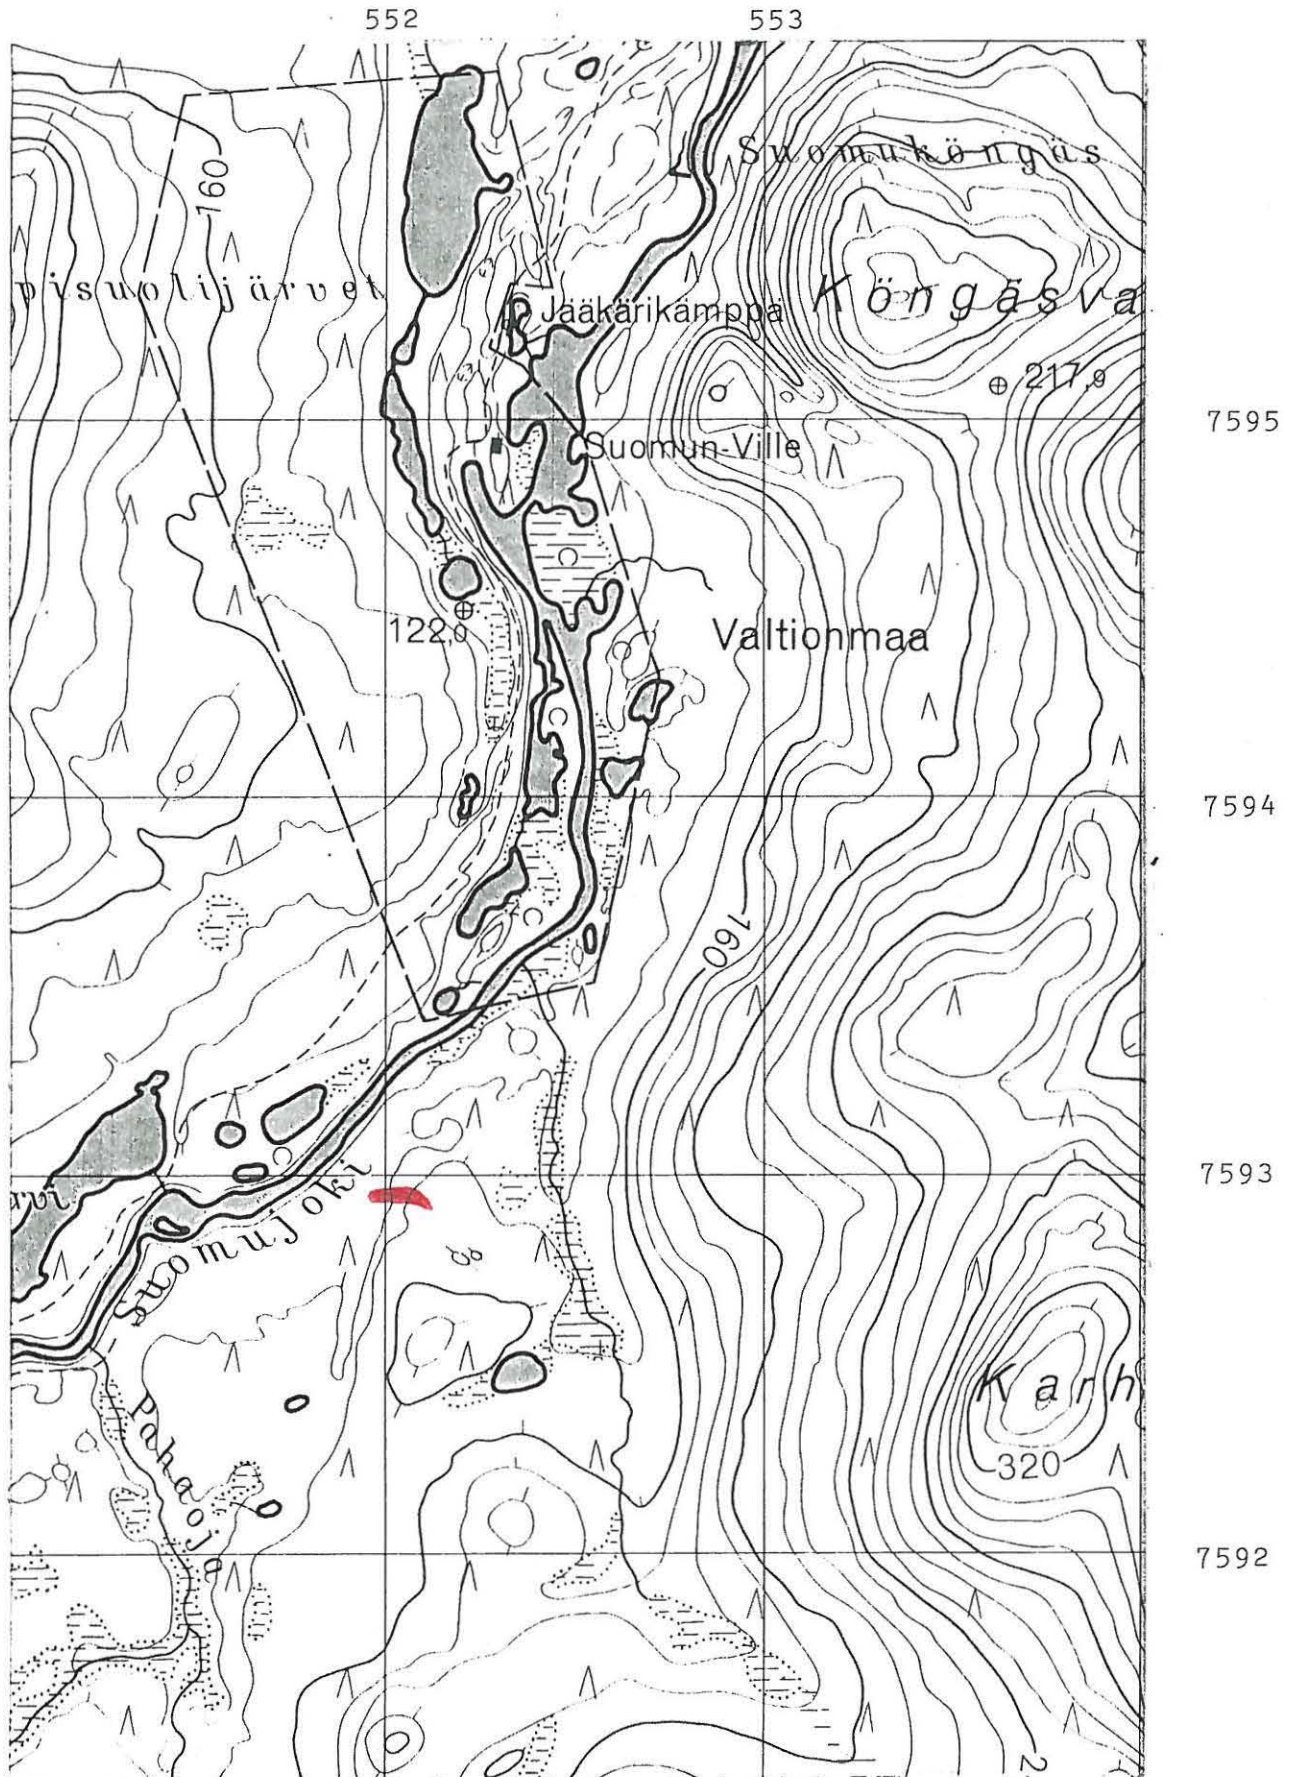 552 553
Suomuköngäs
160
pisuolijärvet
Jääkärikämppä
Köngäsva
217,9
7595
Suomun-Ville
122,0
Valtionmaa
7594
160
7593
Suomujoki
Karh
320
Pahaoja
7592